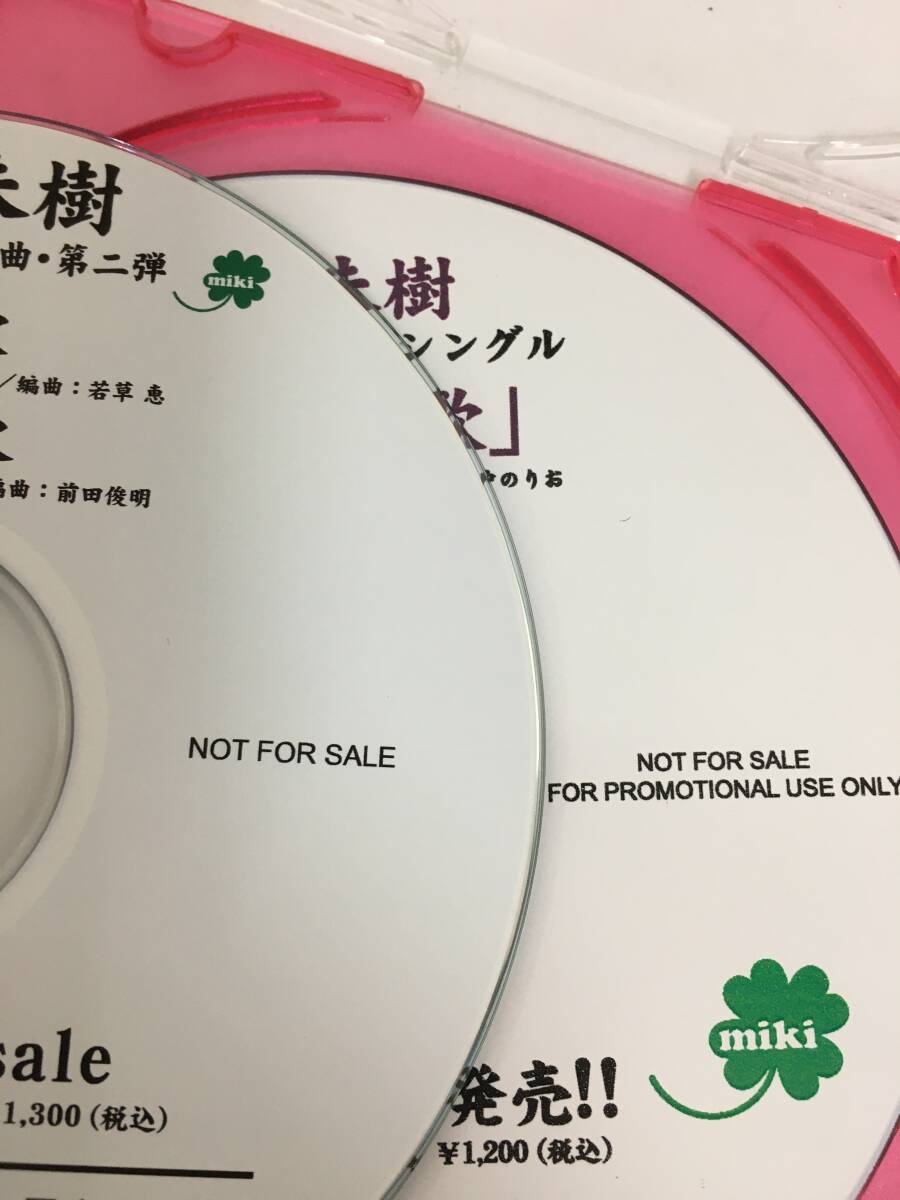 未樹
曲・第二弾
miki
／編曲：若草 恵
編曲：前田俊明
NOT FOR SALE
sale
1,300（税込）
未樹
シングル
歌」
のりお
NOT FOR SALE
FOR PROMOTIONAL USE ONLY
miki
発売!!
¥1,200（税込）